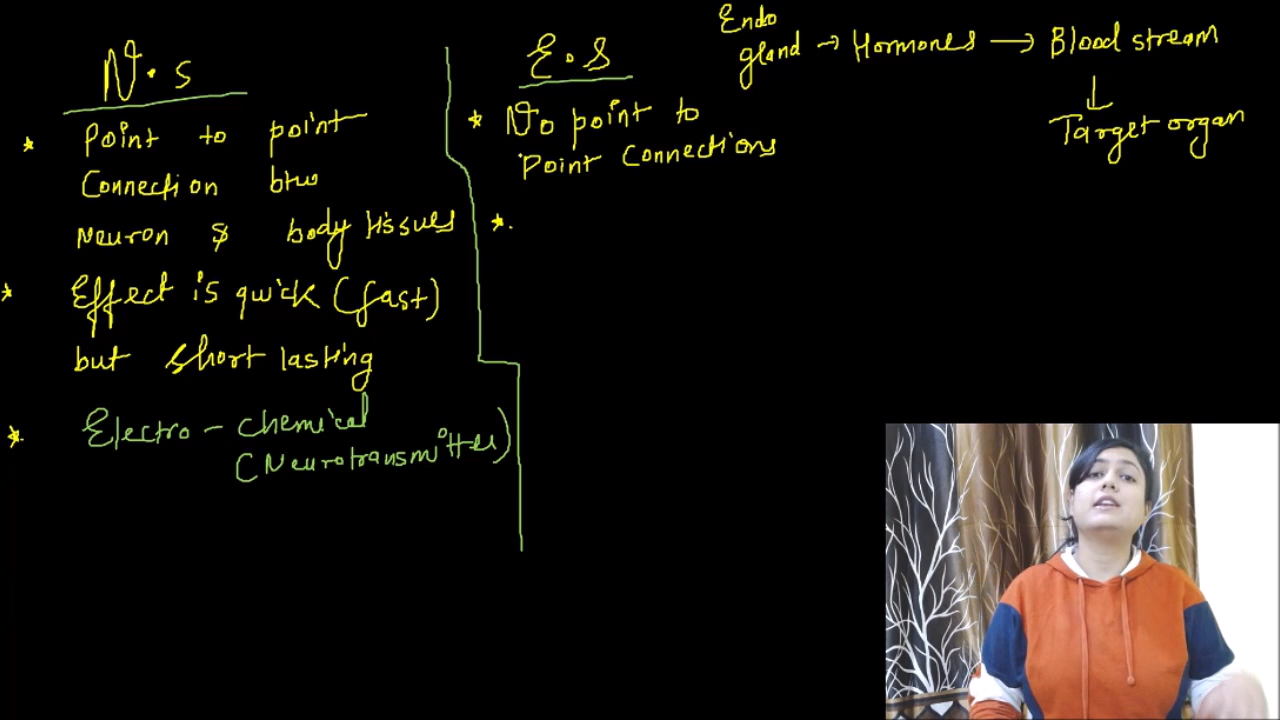 N.s
* Point to point
Connection btw
Neuron & body tissues
* Effect is quick (fast)
but short lasting
* Electro - chemical
(Neurotransmitter)
E.S
* No point to
Point Connections
*.
Endo
gland → Hormones → Blood stream
↓
Target organ